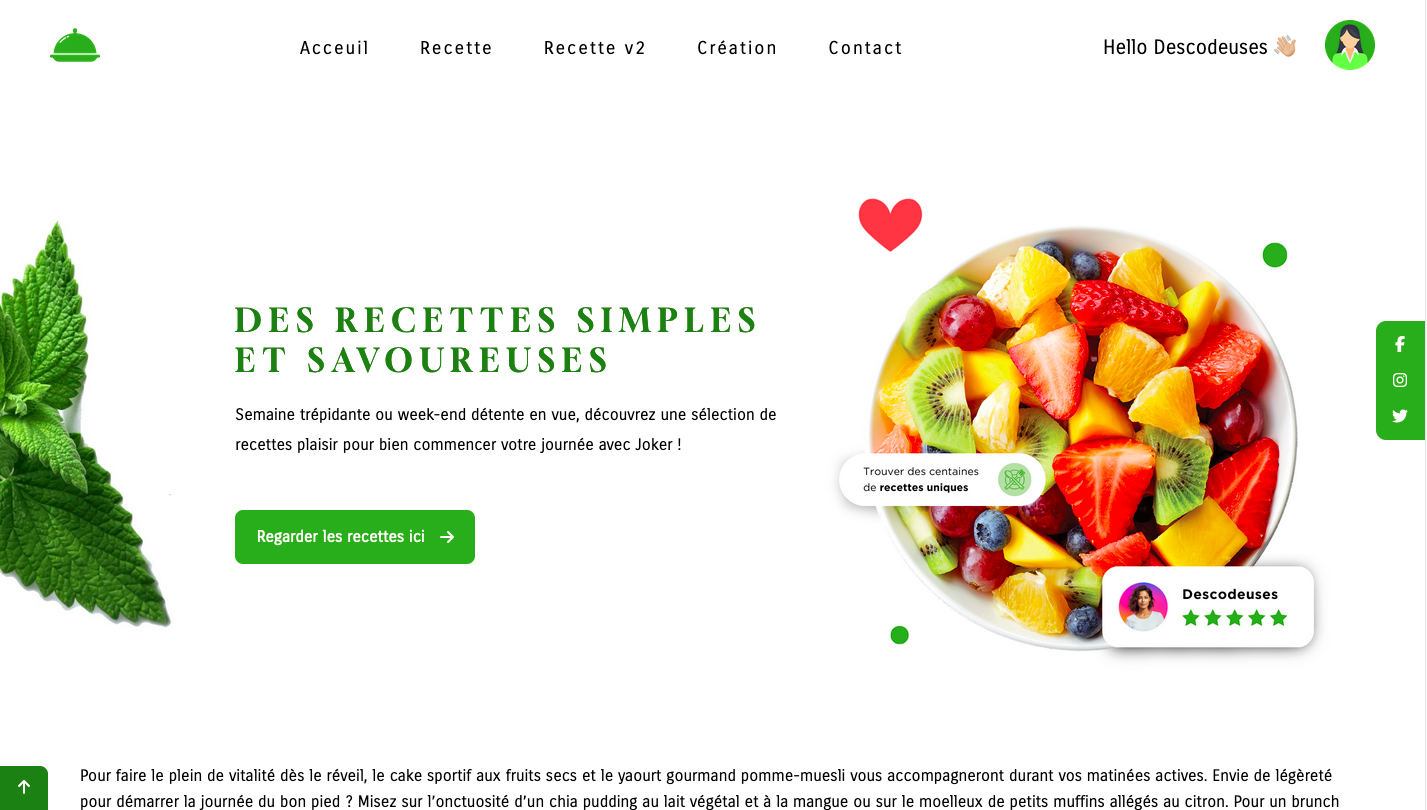 Acceuil Recette Recette v2 Création Contact Hello Descodeuses 👋🏼
DES RECETTES SIMPLES
ET SAVOUREUSES
Semaine trépidante ou week-end détente en vue, découvrez une sélection de
recettes plaisir pour bien commencer votre journée avec Joker !
Regarder les recettes ici →
Trouver des centaines
de recettes uniques
Descodeuses
Pour faire le plein de vitalité dès le réveil, le cake sportif aux fruits secs et le yaourt gourmand pomme-muesli vous accompagneront durant vos matinées actives. Envie de légèreté
pour démarrer la journée du bon pied ? Misez sur l'onctuosité d'un chia pudding au lait végétal et à la mangue ou sur le moelleux de petits muffins allégés au citron. Pour un brunch